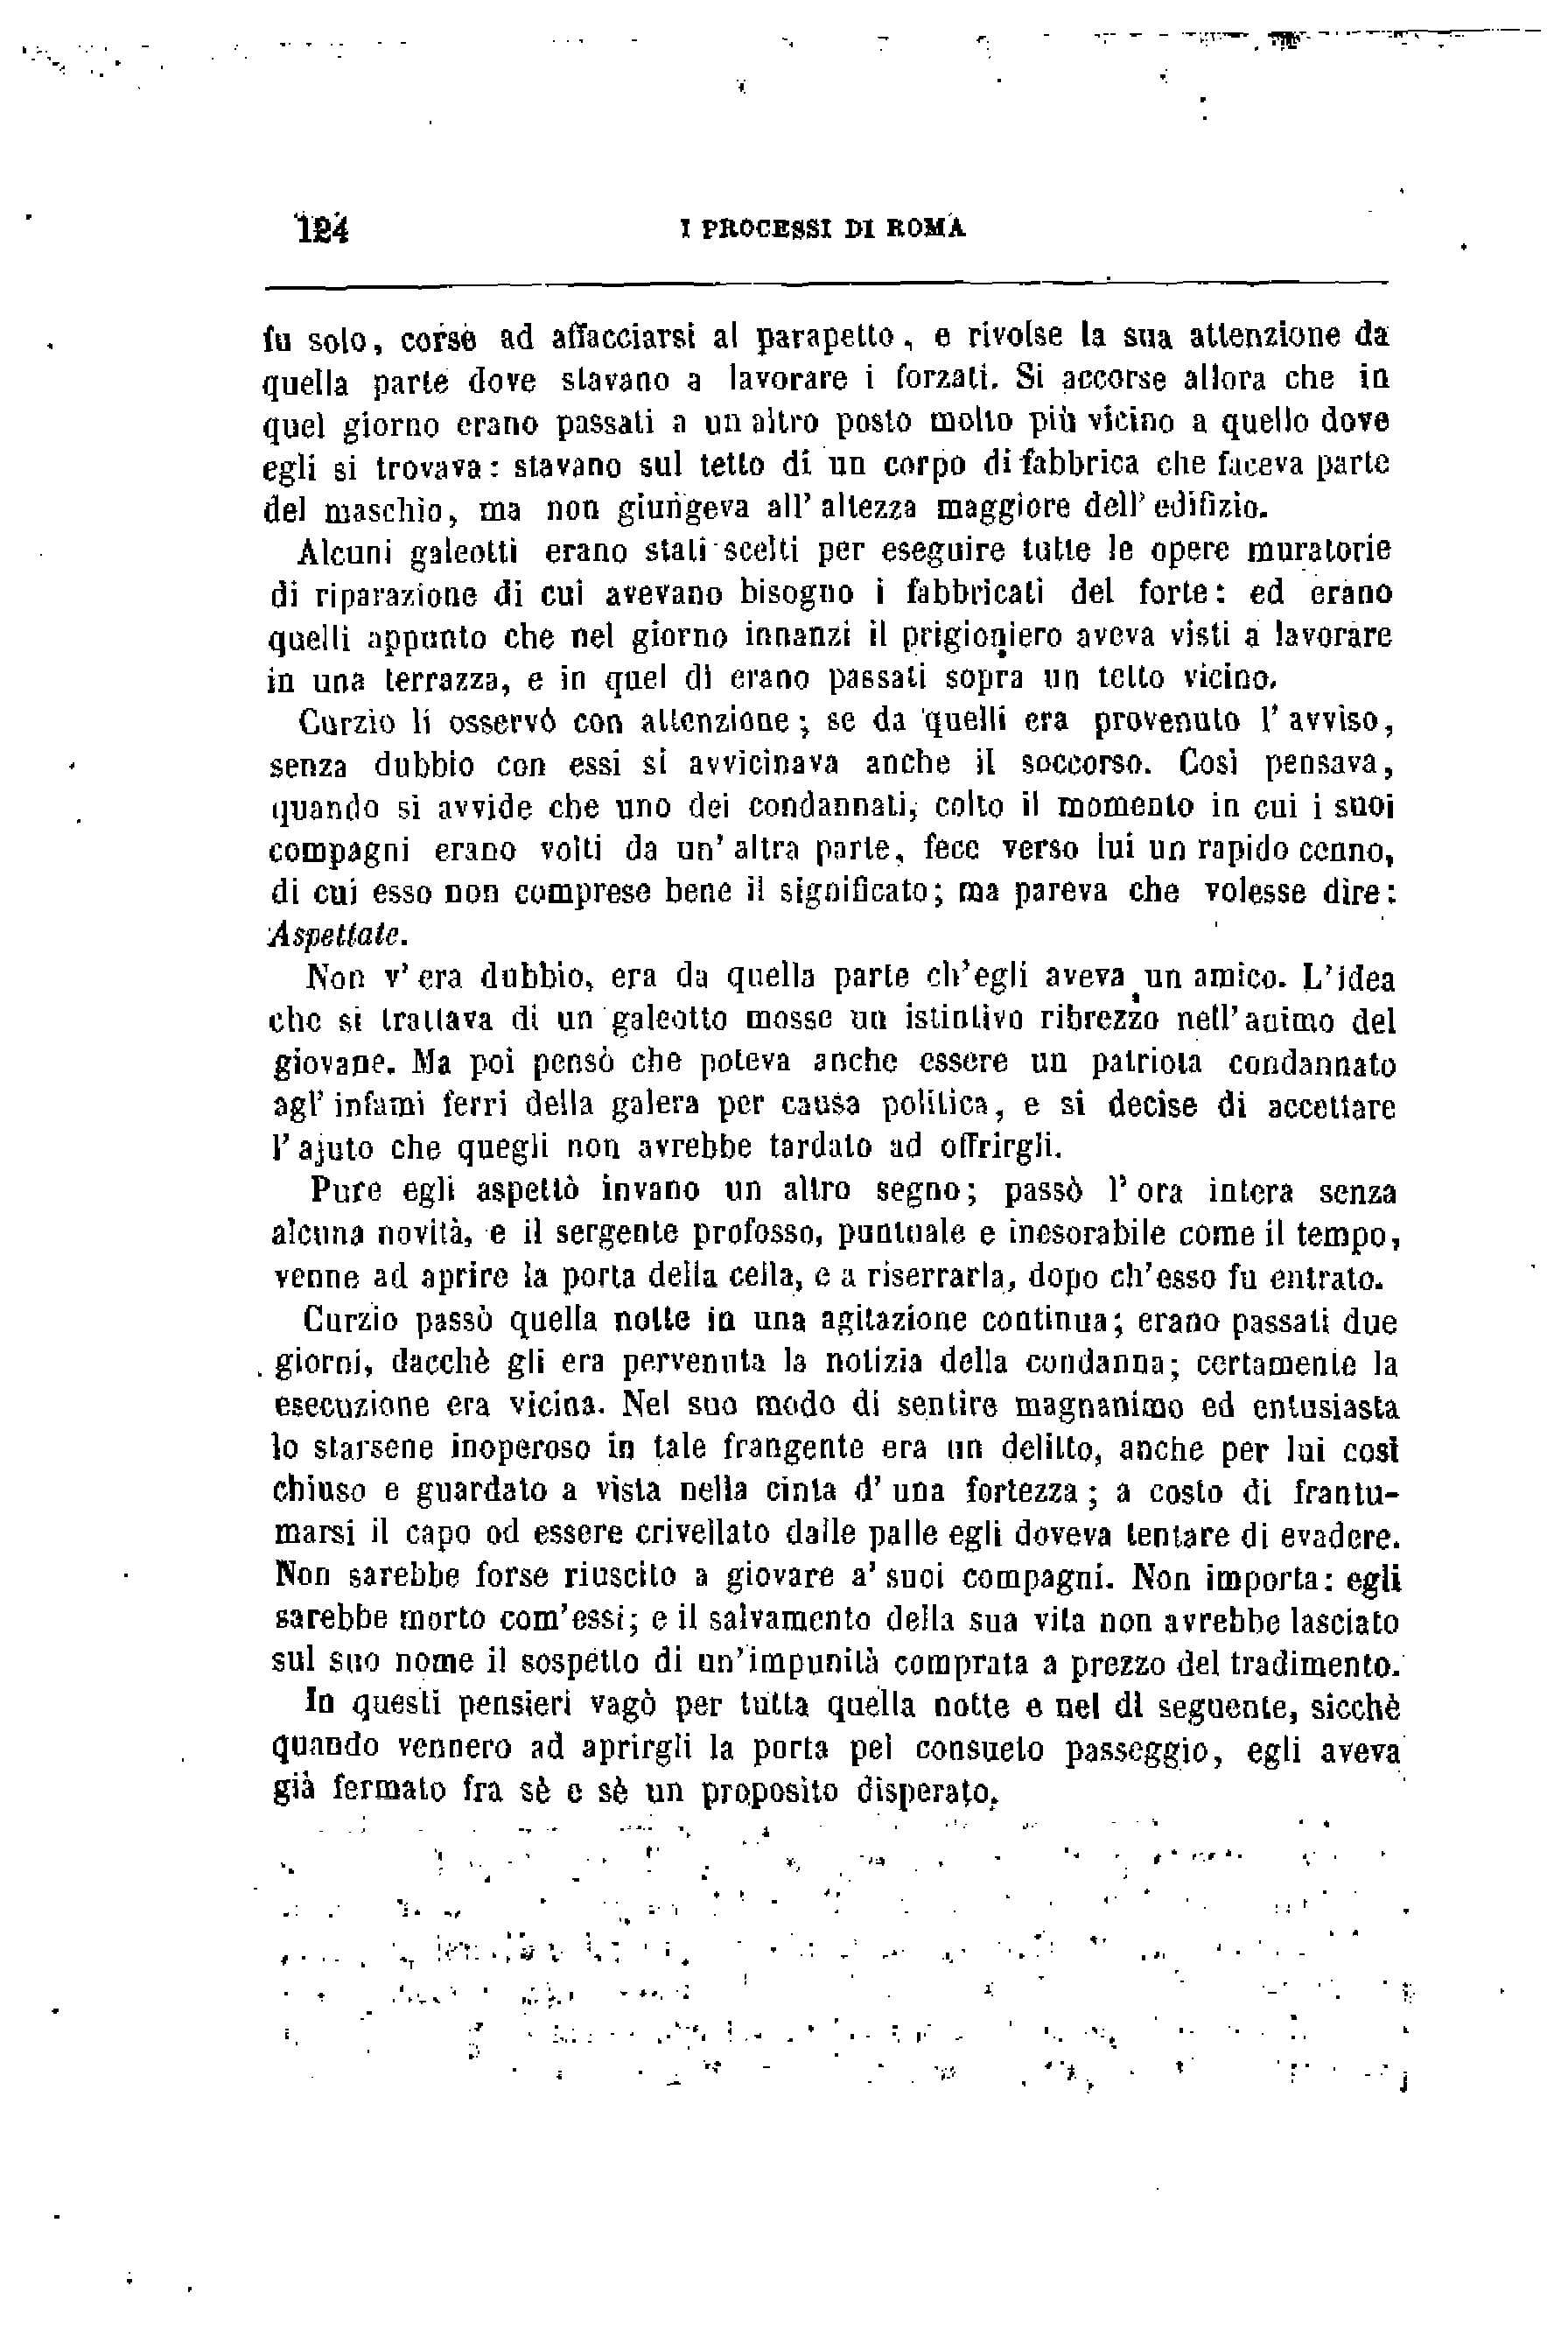 124 I PROCESSI DI ROMA
fu solo, corse ad affacciarsi al parapetto, e rivolse la sua attenzione da
quella parte dove stavano a lavorare i forzati. Si accorse allora che in
quel giorno erano passati a un altro posto molto più vicino a quello dove
egli si trovava: stavano sul tetto di un corpo di fabbrica che faceva parte
del maschio, ma non giungeva all' altezza maggiore dell' edifizio.
Alcuni galeotti erano stati scelti per eseguire tutte le opere muratorie
di riparazione di cui avevano bisogno i fabbricati del forte: ed erano
quelli appunto che nel giorno innanzi il prigioniero aveva visti a lavorare
in una terrazza, e in quel dì erano passati sopra un tetto vicino.
Curzio li osservò con attenzione; se da quelli era provenuto l' avviso,
senza dubbio con essi si avvicinava anche il soccorso. Così pensava,
quando si avvide che uno dei condannati, colto il momento in cui i suoi
compagni erano volti da un' altra parte, fece verso lui un rapido cenno,
di cui esso non comprese bene il significato; ma pareva che volesse dire:
Aspettate.
Non v' era dubbio, era da quella parte ch'egli aveva un amico. L'idea
che si trattava di un galeotto mosse un istintivo ribrezzo nell'animo del
giovane. Ma poi pensò che poteva anche essere un patriota condannato
agl' infami ferri della galera per causa politica, e si decise di accettare
l' ajuto che quegli non avrebbe tardato ad offrirgli.
Pure egli aspettò invano un altro segno; passò l' ora intera senza
alcuna novità, e il sergente profosso, puntuale e inesorabile come il tempo,
venne ad aprire la porta della cella, e a riserrarla, dopo ch'esso fu entrato.
Curzio passò quella notte in una agitazione continua; erano passati due
giorni, dacchè gli era pervenuta la notizia della condanna; certamente la
esecuzione era vicina. Nel suo modo di sentire magnanimo ed entusiasta
lo starsene inoperoso in tale frangente era un delitto, anche per lui così
chiuso e guardato a vista nella cinta d' una fortezza; a costo di frantu-
marsi il capo od essere crivellato dalle palle egli doveva tentare di evadere.
Non sarebbe forse riuscito a giovare a' suoi compagni. Non importa: egli
sarebbe morto com'essi; e il salvamento della sua vita non avrebbe lasciato
sul suo nome il sospetto di un'impunità comprata a prezzo del tradimento.
In questi pensieri vagò per tutta quella notte e nel dì seguente, sicchè
quando vennero ad aprirgli la porta pel consueto passeggio, egli aveva
già fermato fra sè e sè un proposito disperato.